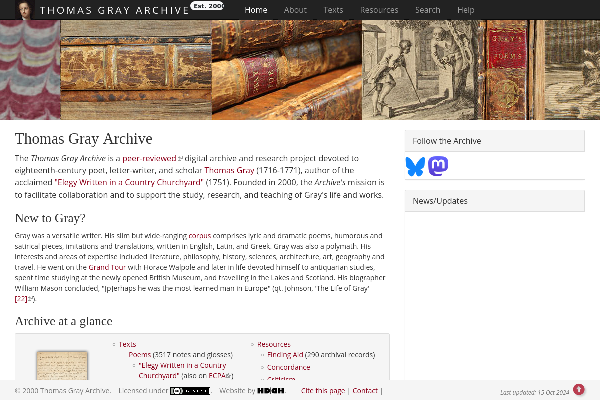 THOMAS GRAY ARCHIVE Est. 2000
Home About Texts Resources Search Help
GRAY'S
POEMS
Thomas Gray Archive
The Thomas Gray Archive is a peer-reviewed digital archive and research project devoted to
eighteenth-century poet, letter-writer, and scholar Thomas Gray (1716-1771), author of the
acclaimed "Elegy Written in a Country Churchyard" (1751). Founded in 2000, the Archive's mission is
to facilitate collaboration and to support the study, research, and teaching of Gray's life and works.
New to Gray?
Gray was a versatile writer. His slim but wide-ranging corpus comprises lyric and dramatic poems, humorous and
satirical pieces, imitations and translations, written in English, Latin, and Greek. Gray was also a polymath. His
interests and areas of expertise included literature, philosophy, history, sciences, architecture, art, geography and
travel. He went on the Grand Tour with Horace Walpole and later in life devoted himself to antiquarian studies,
spent time studying at the newly opened British Museum, and travelling in the Lakes and Scotland. His biographer
William Mason concluded, "[p]erhaps he was the most learned man in Europe" (qt. Johnson, 'The Life of Gray'
[22]).
Archive at a glance
Texts
Poems (3517 notes and glosses)
"Elegy Written in a Country
Churchyard" (also on ECPA)
Resources
Finding Aid (290 archival records)
Concordance
Criticism
Follow the Archive
News/Updates
© 2000 Thomas Gray Archive. Licensed under . Website by . Cite this page | Contact |
Last updated: 15 Oct 2024